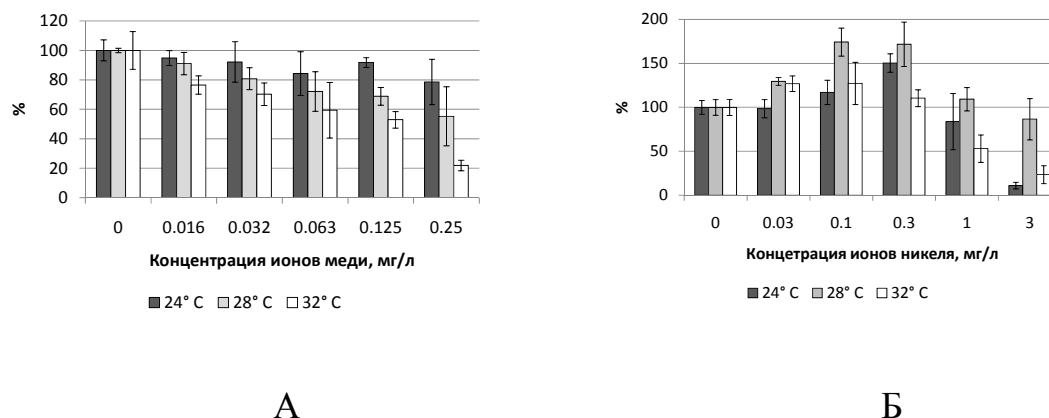 120
100
80
60
40
20
0
%
0 0.016 0.032 0.063 0.125 0.25
Концентрация ионов меди, мг/л
24° C 28° C 32° C
А
200
150
100
50
0
%
0 0.03 0.1 0.3 1 3
Концетрация ионов никеля, мг/л
24° C 28° C 32° C
Б